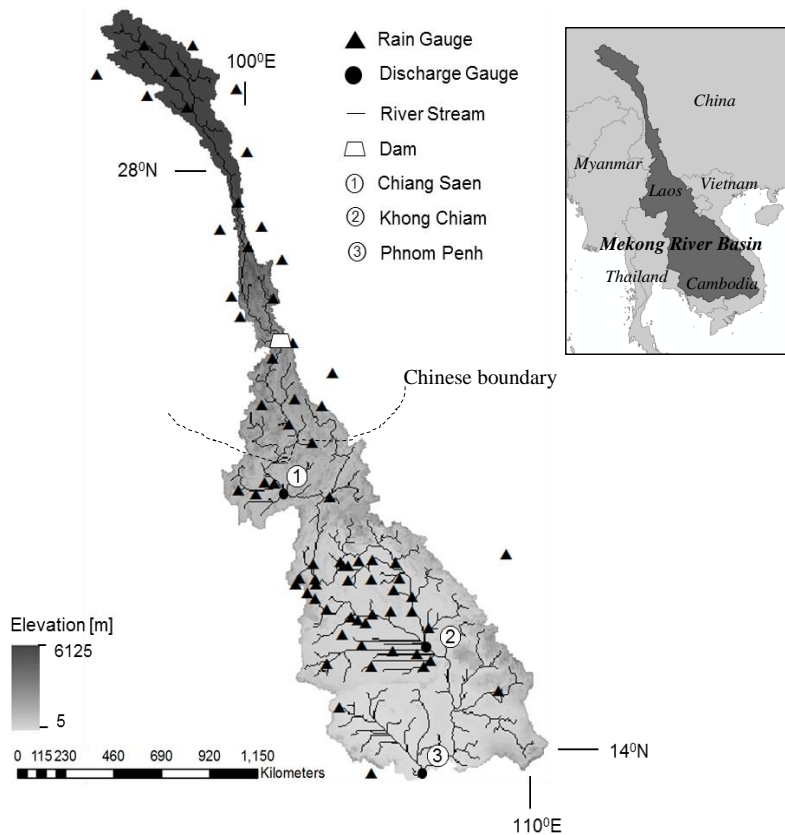 100⁰E
28⁰N
Rain Gauge
Discharge Gauge
River Stream
Dam
① Chiang Saen
② Khong Chiam
③ Phnom Penh
China
Myanmar
Laos
Vietnam
Mekong River Basin
Thailand
Cambodia
Chinese boundary
①
②
③
Elevation [m]
6125
5
0 115 230 460 690 920 1,150
Kilometers
14⁰N
110⁰E